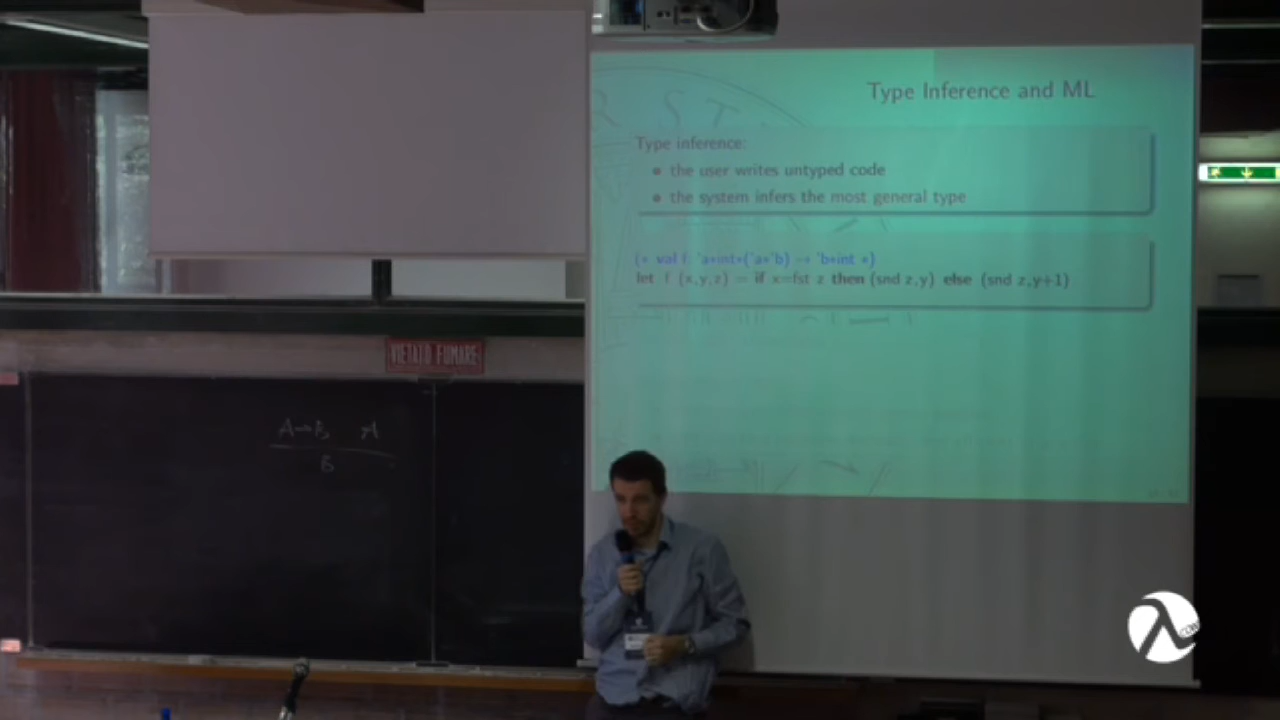 Type Inference and ML
Type inference:
• the user writes untyped code
• the system infers the most general type
(* val f: 'a*int*('a*'b) → 'b*int *)
let f (x,y,z) = if x=fst z then (snd z,y) else (snd z,y+1)
VIETATO FUMARE
A→B A
B
λCON